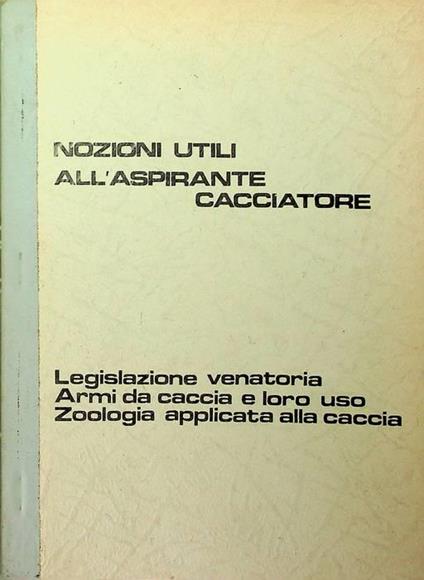 NOZIONI UTILI
ALL'ASPIRANTE
CACCIATORE
Legislazione venatoria
Armi da caccia e loro uso
Zoologia applicata alla caccia